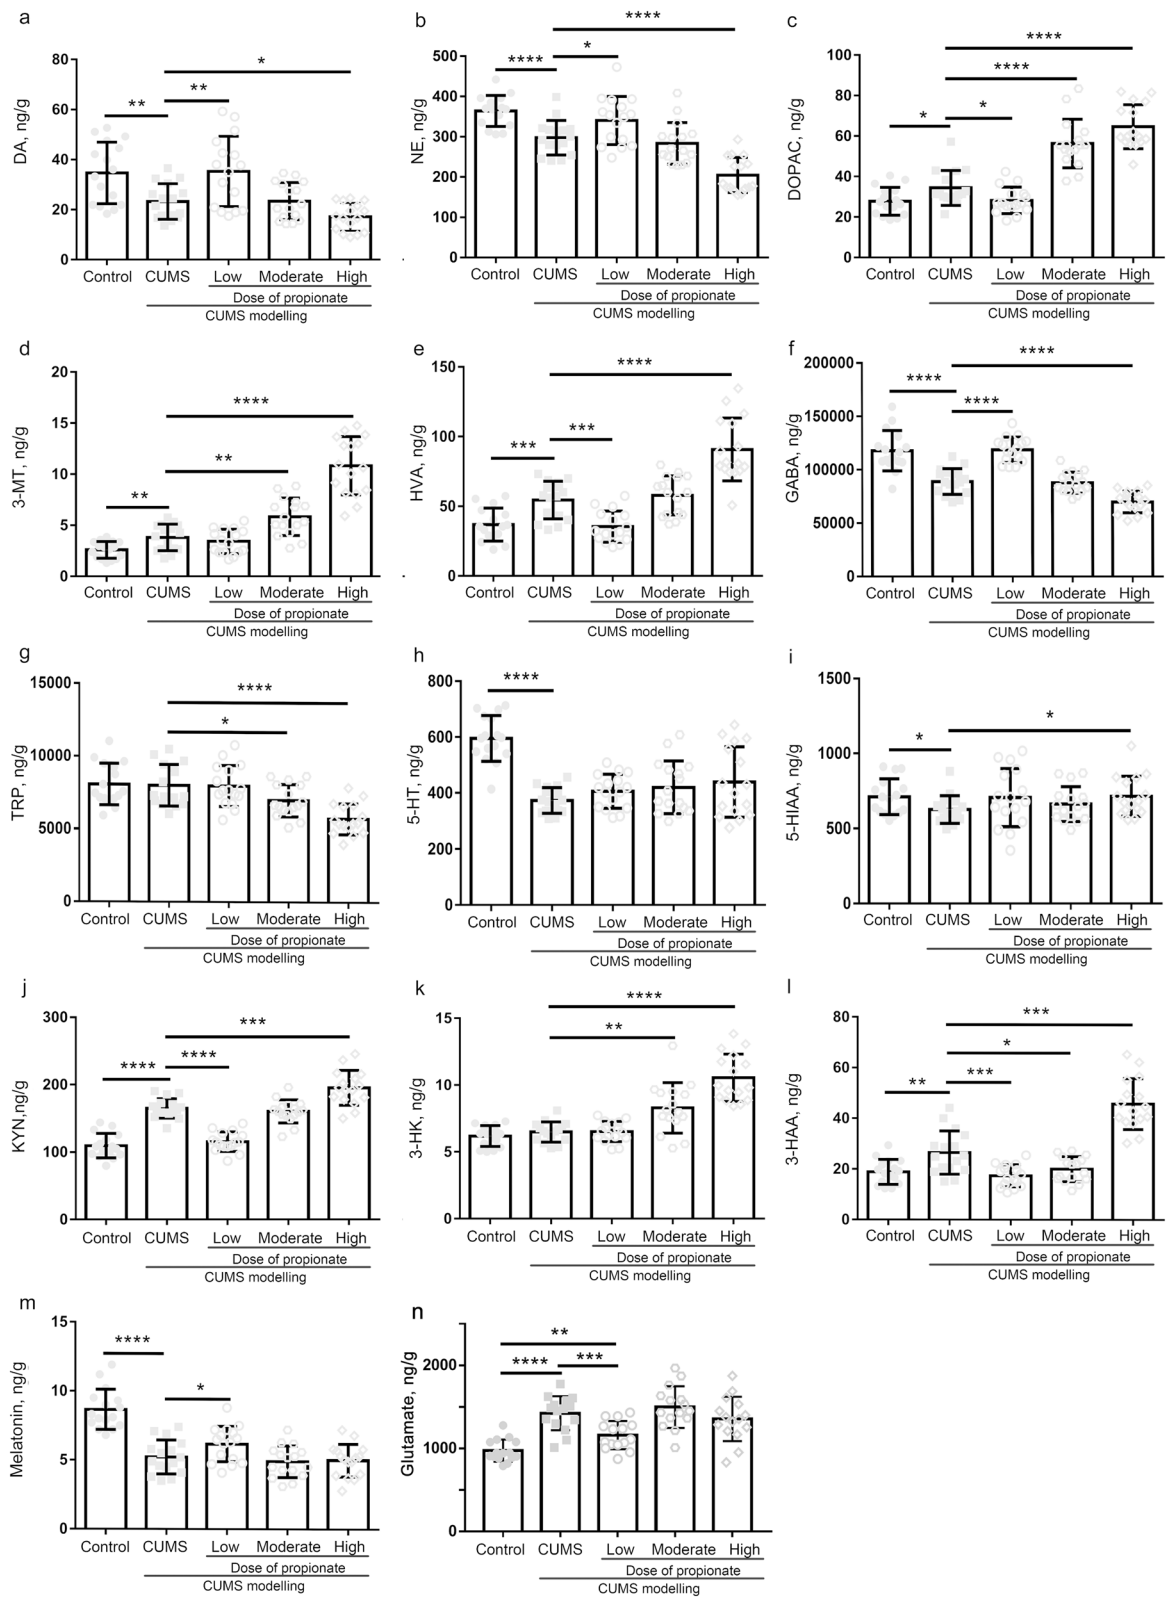 a
DA, ng/g
80
60
40
20
0
**
**
*
Control CUMS Low Moderate High
Dose of propionate
CUMS modelling
b
NE, ng/g
500
400
300
200
100
0
****
*
****
Control CUMS Low Moderate High
Dose of propionate
CUMS modelling
c
DOPAC, ng/g
100
80
60
40
20
0
*
*
****
****
Control CUMS Low Moderate High
Dose of propionate
CUMS modelling
d
3-MT, ng/g
20
15
10
5
0
**
**
****
Control CUMS Low Moderate High
Dose of propionate
CUMS modelling
e
HVA, ng/g
150
100
50
0
***
***
****
Control CUMS Low Moderate High
Dose of propionate
CUMS modelling
f
GABA, ng/g
200000
150000
100000
50000
0
****
****
****
Control CUMS Low Moderate High
Dose of propionate
CUMS modelling
g
TRP, ng/g
15000
10000
5000
0
****
*
Control CUMS Low Moderate High
Dose of propionate
CUMS modelling
h
5-HT, ng/g
800
600
400
200
0
****
Control CUMS Low Moderate High
Dose of propionate
CUMS modelling
i
5-HIAA, ng/g
1500
1000
500
0
*
*
Control CUMS Low Moderate High
Dose of propionate
CUMS modelling
j
KYN,ng/g
300
200
100
0
****
****
***
Control CUMS Low Moderate High
Dose of propionate
CUMS modelling
k
3-HK, ng/g
15
10
5
0
****
**
Control CUMS Low Moderate High
Dose of propionate
CUMS modelling
l
3-HAA, ng/g
80
60
40
20
0
**
***
*
***
Control CUMS Low Moderate High
Dose of propionate
CUMS modelling
m
Melatonin, ng/g
15
10
5
0
****
*
Control CUMS Low Moderate High
Dose of propionate
CUMS modelling
n
Glutamate, ng/g
2000
1000
0
**
****
***
Control CUMS Low Moderate High
Dose of propionate
CUMS modelling